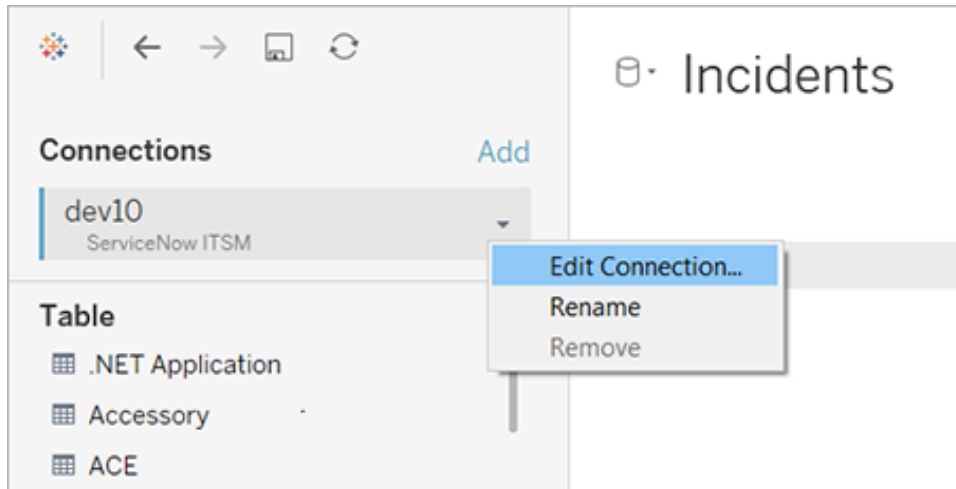 Incidents
Connections
Add
dev10
ServiceNow ITSM
Edit Connection...
Rename
Remove
Table
.NET Application
Accessory
ACE